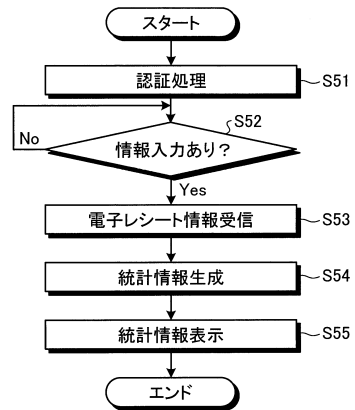 スタート
認証処理 S51
S52
No
情報入力あり?
Yes
電子レシート情報受信 S53
統計情報生成 S54
統計情報表示 S55
エンド